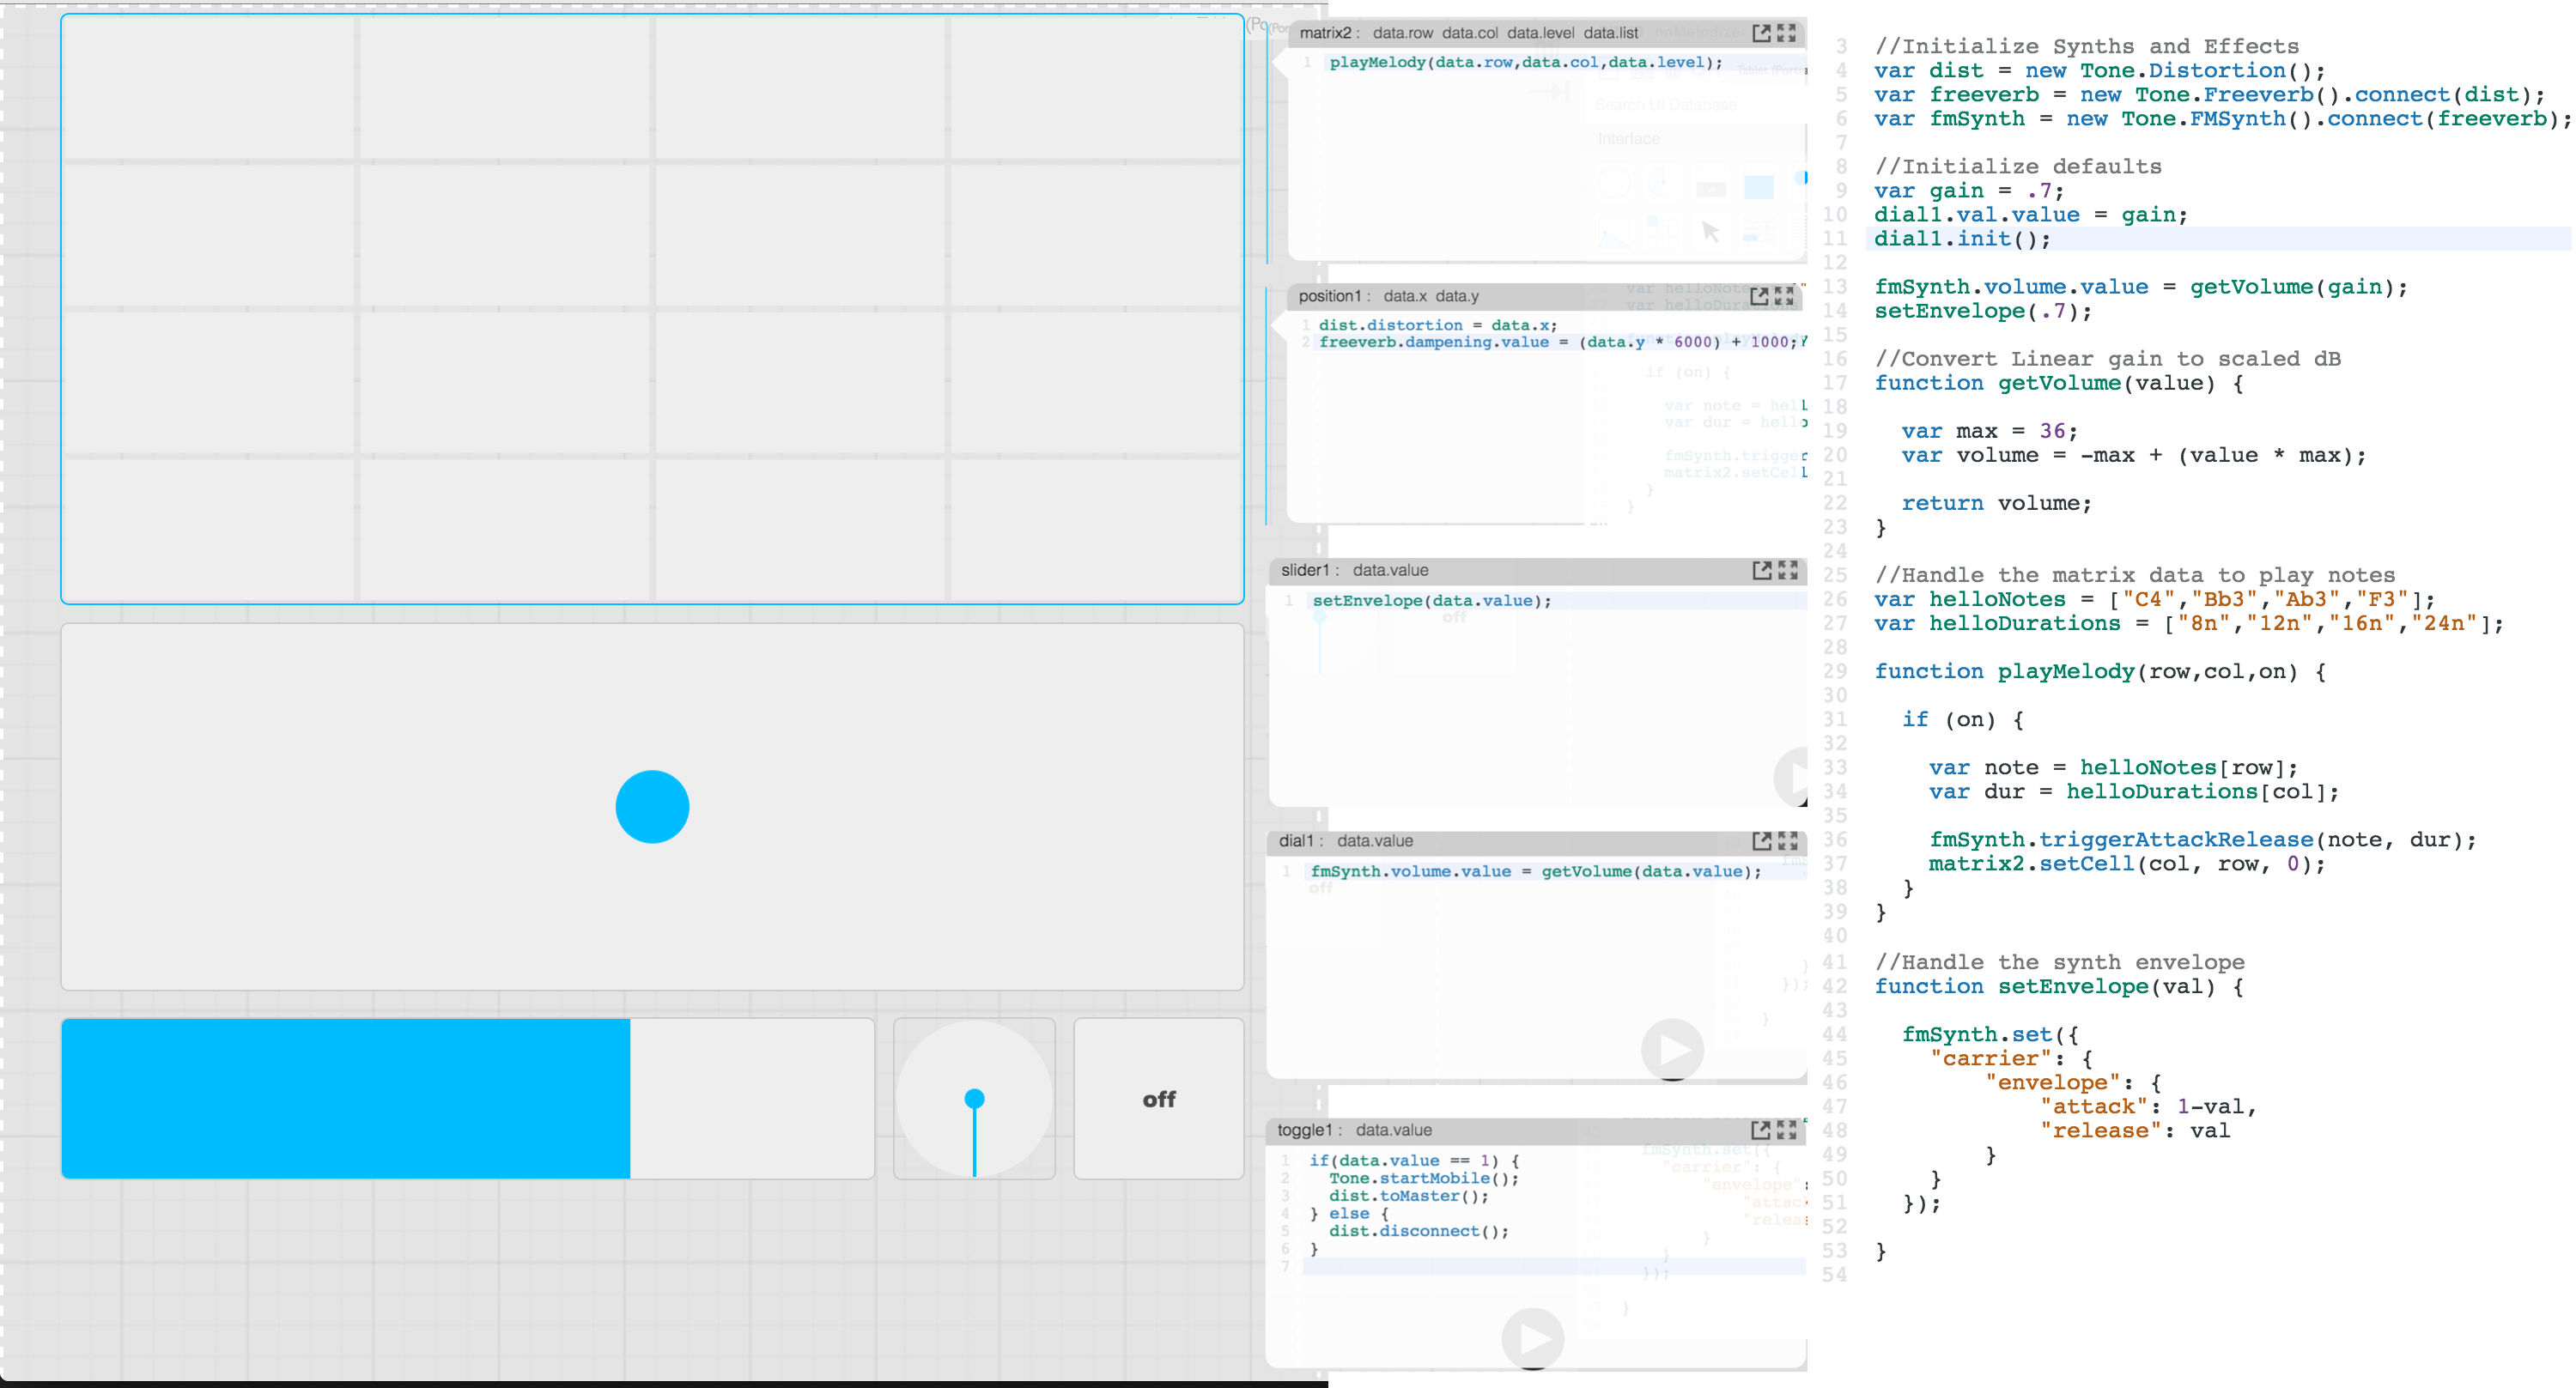 off
matrix2 : data.row data.col data.level data.list
1 playMelody(data.row,data.col,data.level);
Search UI Database
Interface
position1 : data.x data.y
1 dist.distortion = data.x;
2 freeverb.dampening.value = (data.y * 6000) + 1000;
if (on) {
slider1 : data.value
1 setEnvelope(data.value);
off
dial1 : data.value
1 fmSynth.volume.value = getVolume(data.value);
off
toggle1 : data.value
1 if(data.value == 1) {
2 Tone.startMobile();
3 dist.toMaster();
4 } else {
5 dist.disconnect();
6 }
7
3 //Initialize Synths and Effects
4 var dist = new Tone.Distortion();
5 var freeverb = new Tone.Freeverb().connect(dist);
6 var fmSynth = new Tone.FMSynth().connect(freeverb);
7
8 //Initialize defaults
9 var gain = .7;
10 dial1.val.value = gain;
11 dial1.init();
12
13 fmSynth.volume.value = getVolume(gain);
14 setEnvelope(.7);
15
16 //Convert Linear gain to scaled dB
17 function getVolume(value) {
18
19 var max = 36;
20 var volume = -max + (value * max);
21
22 return volume;
23 }
24
25 //Handle the matrix data to play notes
26 var helloNotes = ["C4","Bb3","Ab3","F3"];
27 var helloDurations = ["8n","12n","16n","24n"];
28
29 function playMelody(row,col,on) {
30
31 if (on) {
32
33 var note = helloNotes[row];
34 var dur = helloDurations[col];
35
36 fmSynth.triggerAttackRelease(note, dur);
37 matrix2.setCell(col, row, 0);
38 }
39 }
40
41 //Handle the synth envelope
42 function setEnvelope(val) {
43
44 fmSynth.set({
45 "carrier": {
46 "envelope": {
47 "attack": 1-val,
48 "release": val
49 }
50 }
51 });
52
53 }
54